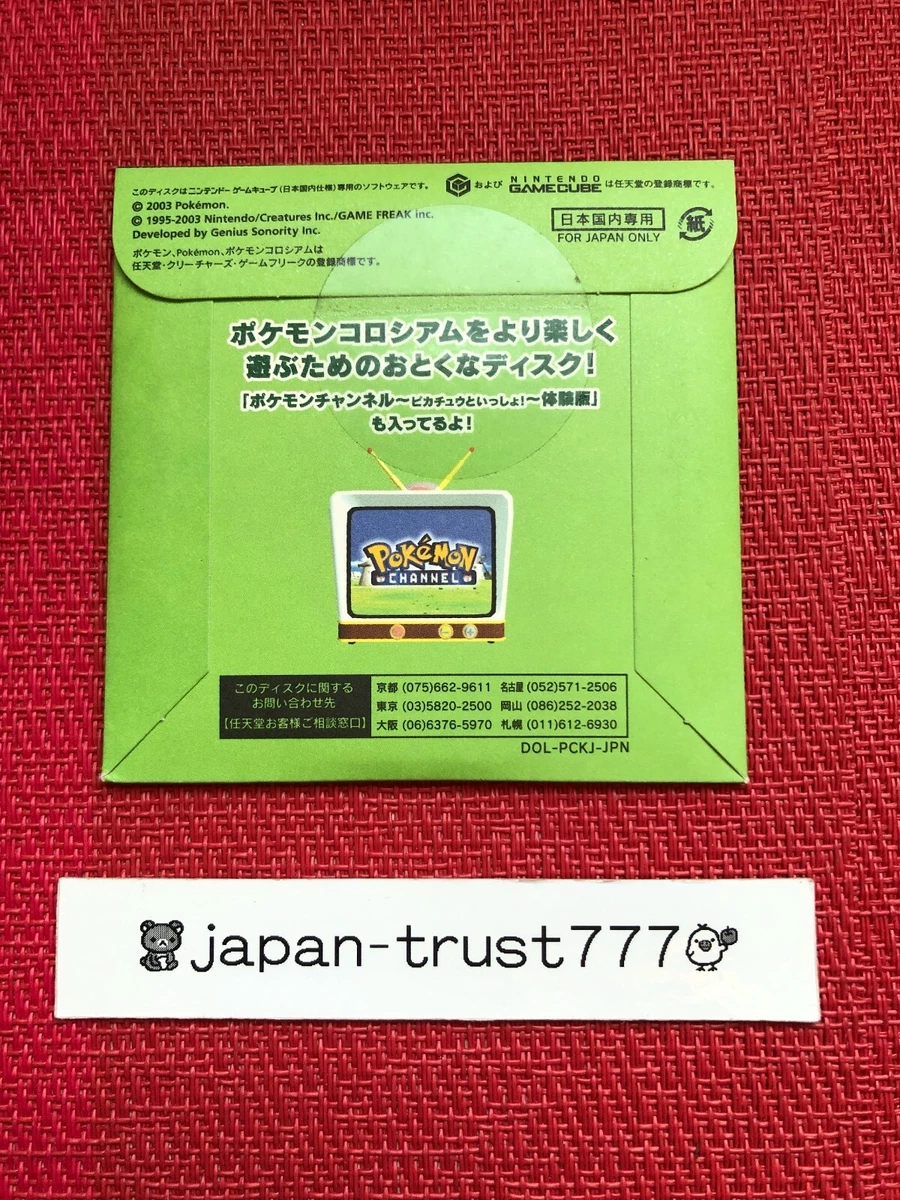 このディスクはニンテンドーゲームキューブ(日本国内仕様)専用のソフトウェアです。 および NINTENDO GAMECUBE は任天堂の登録商標です。
© 2003 Pokémon.
© 1995-2003 Nintendo/Creatures Inc./GAME FREAK inc.
Developed by Genius Sonority Inc.
ポケモン、Pokémon、ポケモンコロシアムは
任天堂・クリーチャーズ・ゲームフリークの登録商標です。
日本国内専用
FOR JAPAN ONLY
紙
ポケモンコロシアムをより楽しく
遊ぶためのおとくなディスク!
「ポケモンチャンネル〜ピカチュウといっしょ!〜体験版」
も入ってるよ!
POKéMON
CHANNEL
このディスクに関する
お問い合わせ先
【任天堂お客様ご相談窓口】
京都 (075)662-9611 名古屋 (052)571-2506
東京 (03)5820-2500 岡山 (086)252-2038
大阪 (06)6376-5970 札幌 (011)612-6930
DOL-PCKJ-JPN
japan-trust777